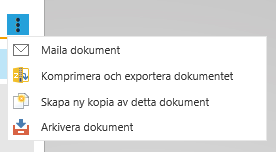 Maila dokument
Komprimera och exportera dokumentet
Skapa ny kopia av detta dokument
Arkivera dokument